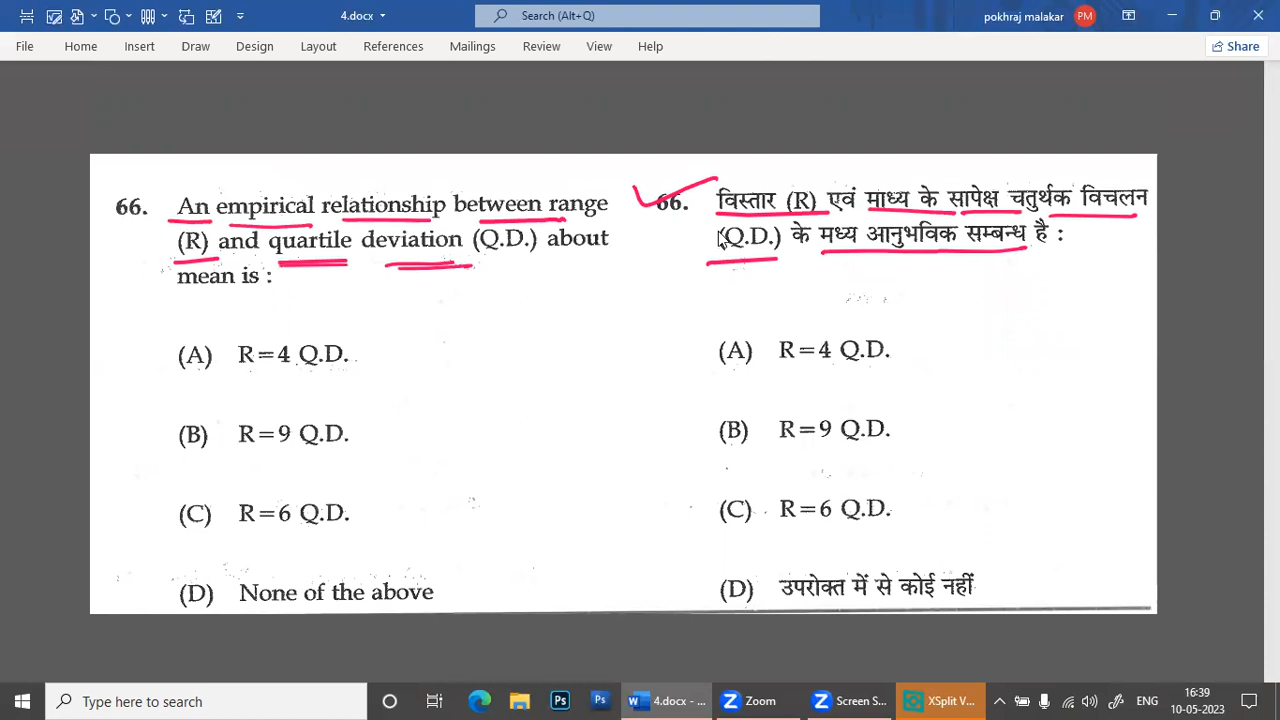 4.docx
Search (Alt+Q)
pokhraj malakar
PM
File Home Insert Draw Design Layout References Mailings Review View Help
Share
66. An empirical relationship between range
(R) and quartile deviation (Q.D.) about
mean is :
(A) R=4 Q.D.
(B) R=9 Q.D.
(C) R=6 Q.D.
(D) None of the above
66. विस्तार (R) एवं माध्य के सापेक्ष चतुर्थक विचलन
(Q.D.) के मध्य आनुभविक सम्बन्ध है :
(A) R=4 Q.D.
(B) R=9 Q.D.
(C) R=6 Q.D.
(D) उपरोक्त में से कोई नहीं
Type here to search
Ps
Ps
4.docx - ...
Zoom
Screen S...
XSplit V...
ENG
16:39
10-05-2023